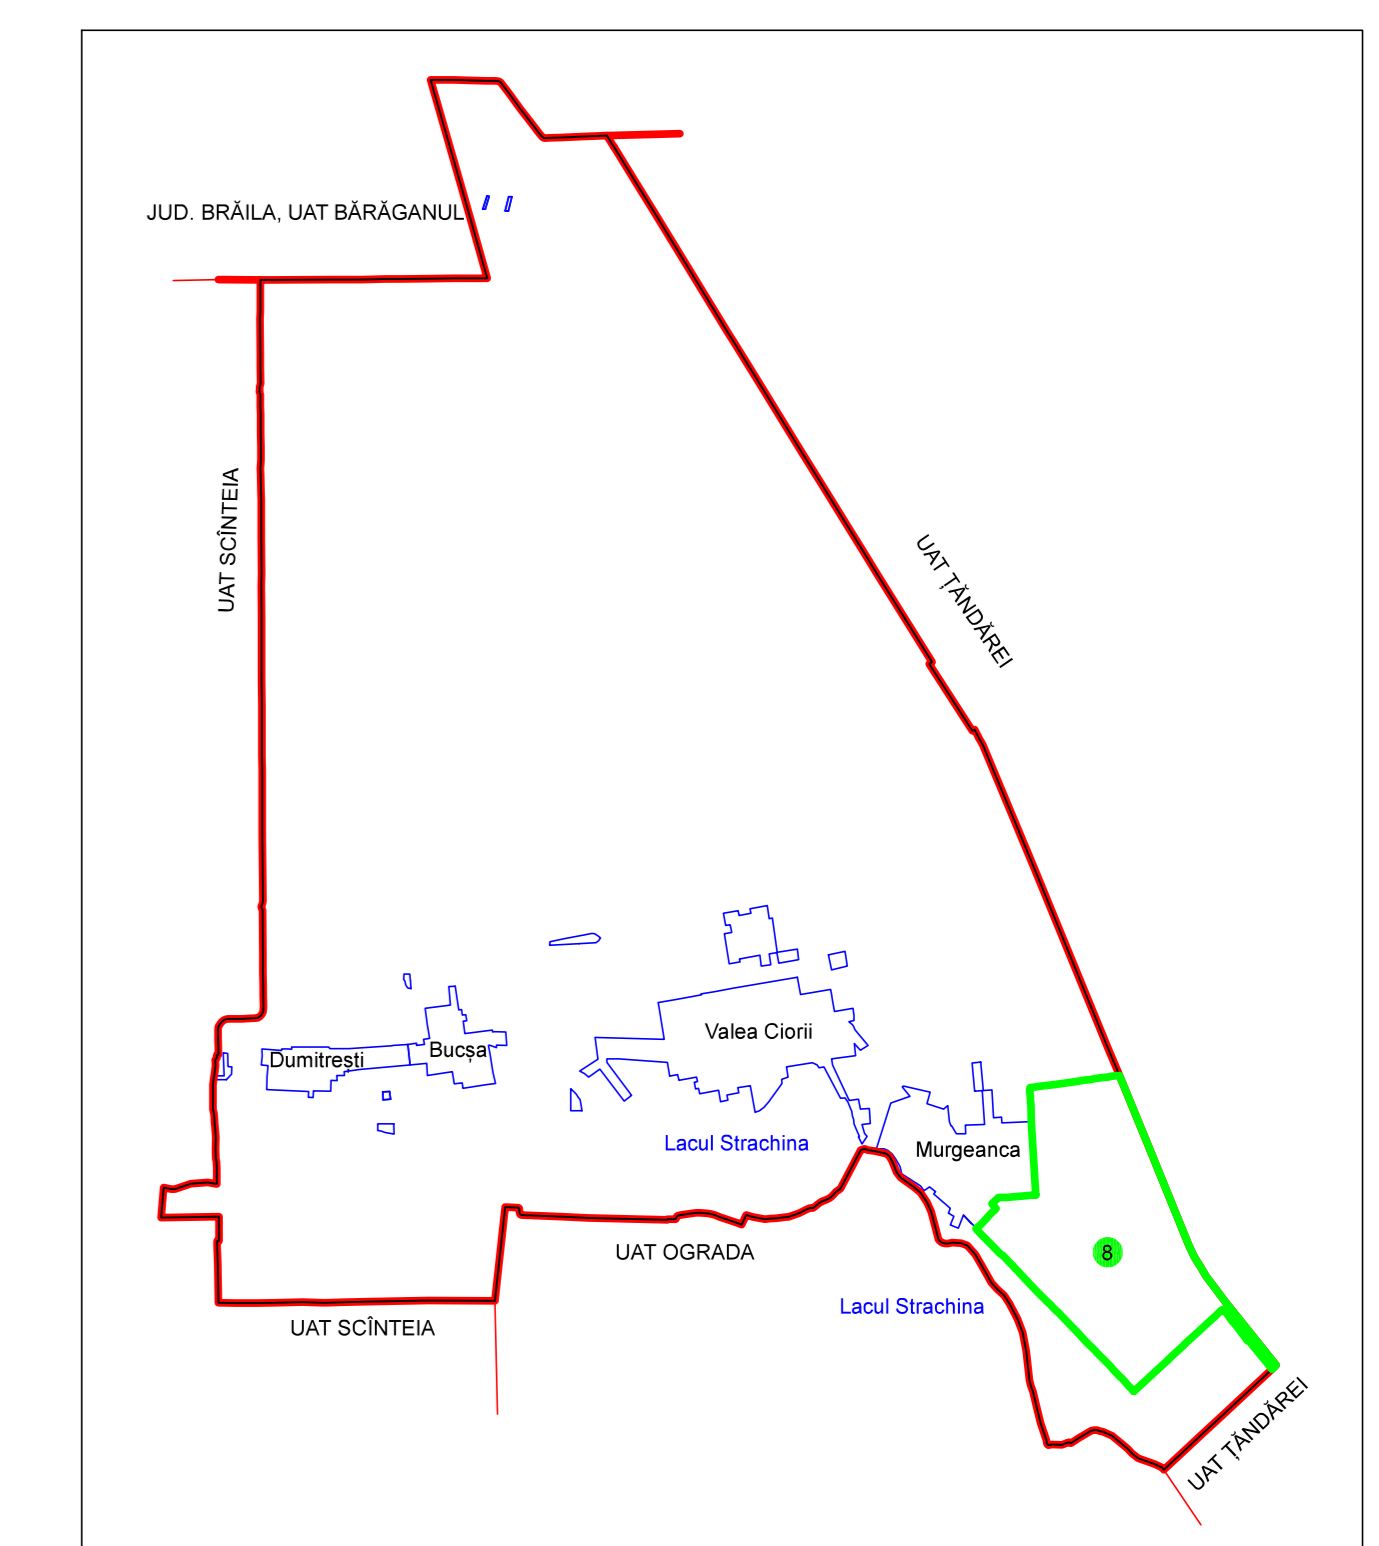 JUD. BRĂILA, UAT BĂRĂGANUL
UAT SCÎNTEIA
UAT ȚĂNDĂREI
Valea Ciorii
Bucșa
Dumitrești
Lacul Strachina
Murgeanca
UAT OGRADA
8
Lacul Strachina
UAT SCÎNTEIA
UAT ȚĂNDĂREI